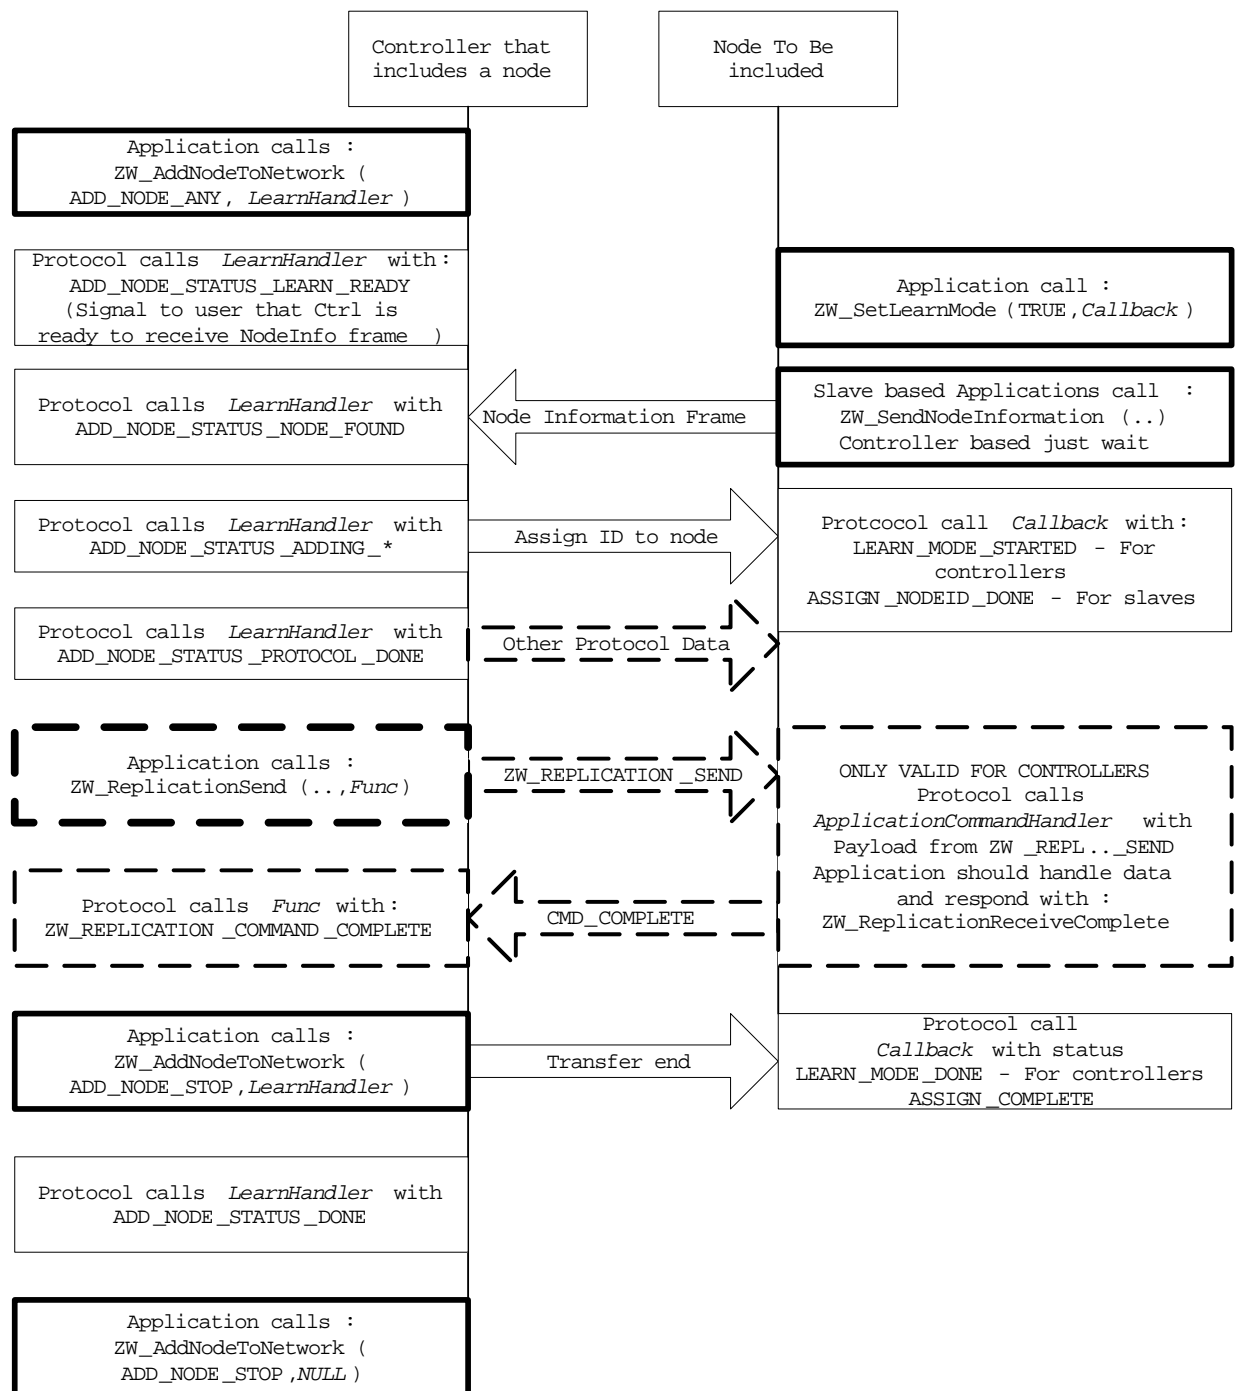 Controller that
includes a node
Node To Be
included
Application calls :
ZW_AddNodeToNetwork (
ADD_NODE_ANY, LearnHandler )
Protocol calls LearnHandler with :
ADD_NODE_STATUS_LEARN_READY
(Signal to user that Ctrl is
ready to receive NodeInfo frame )
Application call :
ZW_SetLearnMode (TRUE ,Callback )
Protocol calls LearnHandler with
ADD_NODE_STATUS_NODE_FOUND
Node Information Frame
Slave based Applications call :
ZW_SendNodeInformation (..)
Controller based just wait
Protocol calls LearnHandler with
ADD_NODE_STATUS_ADDING_*
Assign ID to node
Protcocol call Callback with :
LEARN_MODE_STARTED - For
controllers
ASSIGN_NODEID_DONE - For slaves
Protocol calls LearnHandler with
ADD_NODE_STATUS_PROTOCOL_DONE
Other Protocol Data
Application calls :
ZW_ReplicationSend (..,Func)
ZW_REPLICATION_SEND
ONLY VALID FOR CONTROLLERS
Protocol calls
ApplicationCommandHandler with
Payload from ZW _REPL.._SEND
Application should handle data
and respond with :
ZW_ReplicationReceiveComplete
Protocol calls Func with :
ZW_REPLICATION_COMMAND_COMPLETE
CMD_COMPLETE
Application calls :
ZW_AddNodeToNetwork (
ADD_NODE_STOP ,LearnHandler )
Transfer end
Protocol call
Callback with status
LEARN_MODE_DONE - For controllers
ASSIGN_COMPLETE
Protocol calls LearnHandler with
ADD_NODE_STATUS_DONE
Application calls :
ZW_AddNodeToNetwork (
ADD_NODE_STOP ,NULL )